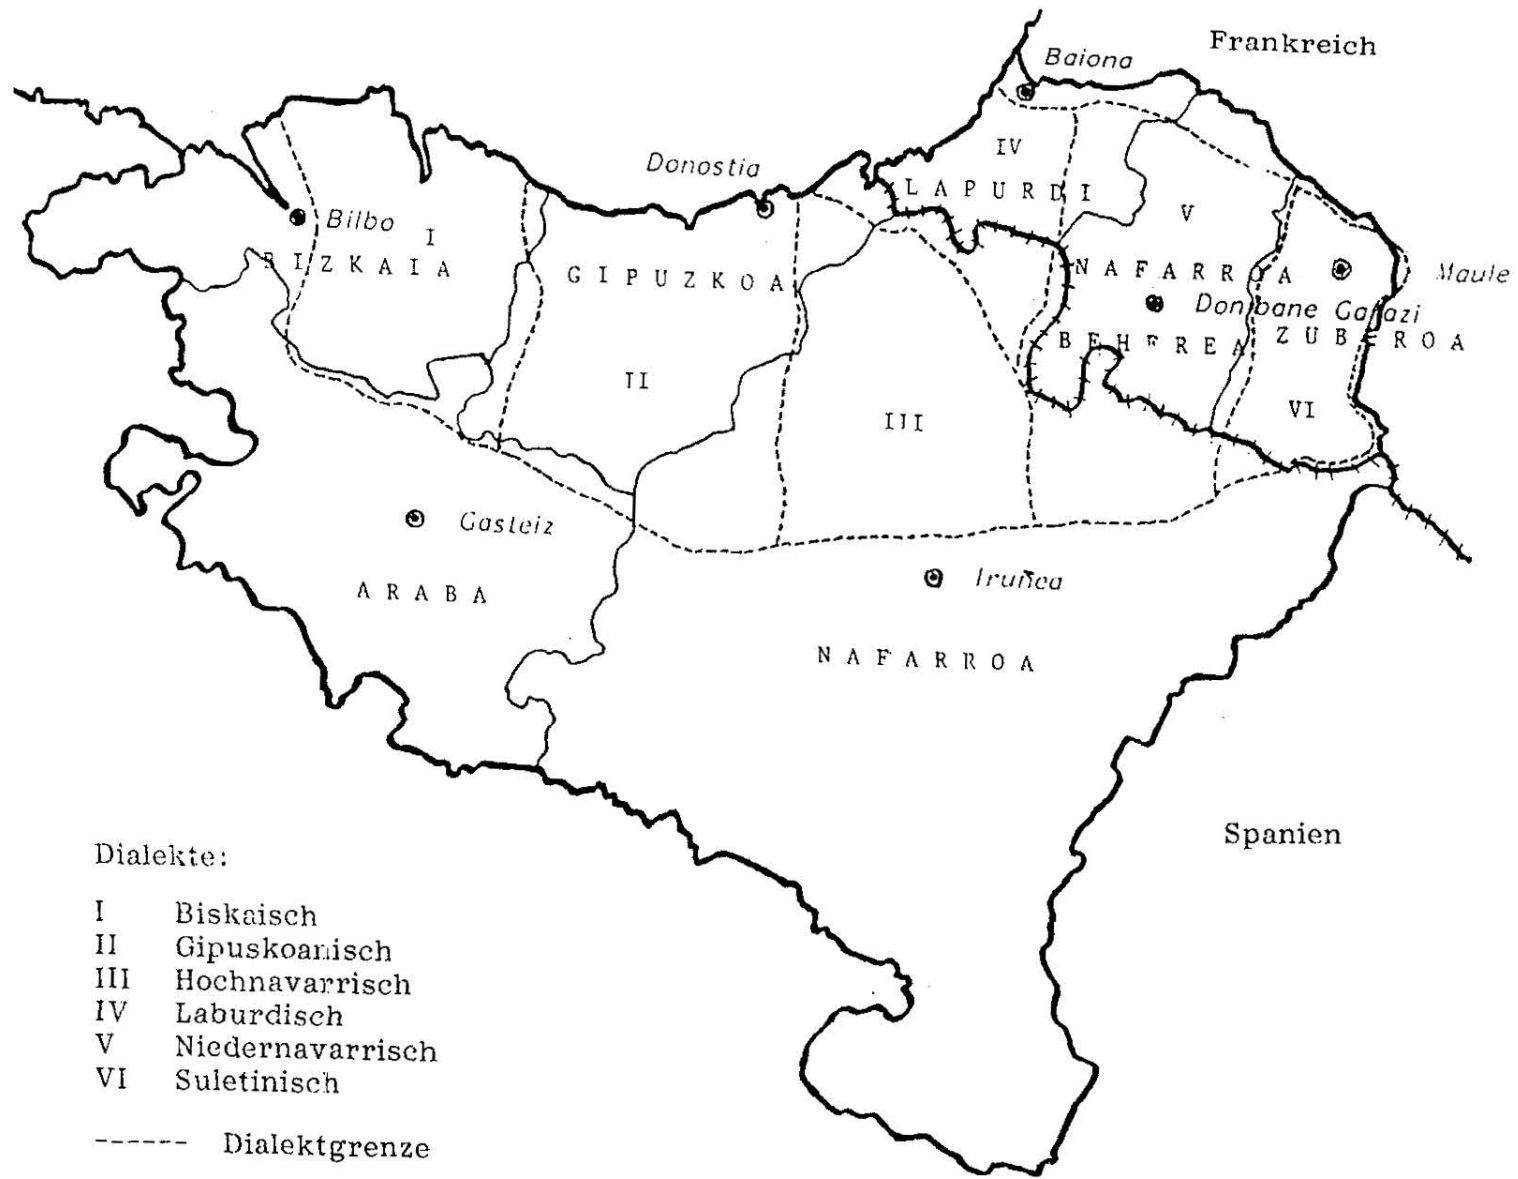 Frankreich
Baiona
IV
Donostia
LAPURDI
V
Bilbo
I
BIZKAIA
GIPUZKOA
NAFARROA
BEHEREA
Maule
Donibane Garazi
ZUBEROA
II
III
VI
Gasteiz
ARABA
Iruñea
NAFARROA
Spanien
Dialekte:
I Biskaisch
II Gipuskoanisch
III Hochnavarrisch
IV Laburdisch
V Niedernavarrisch
VI Suletinisch
------ Dialektgrenze